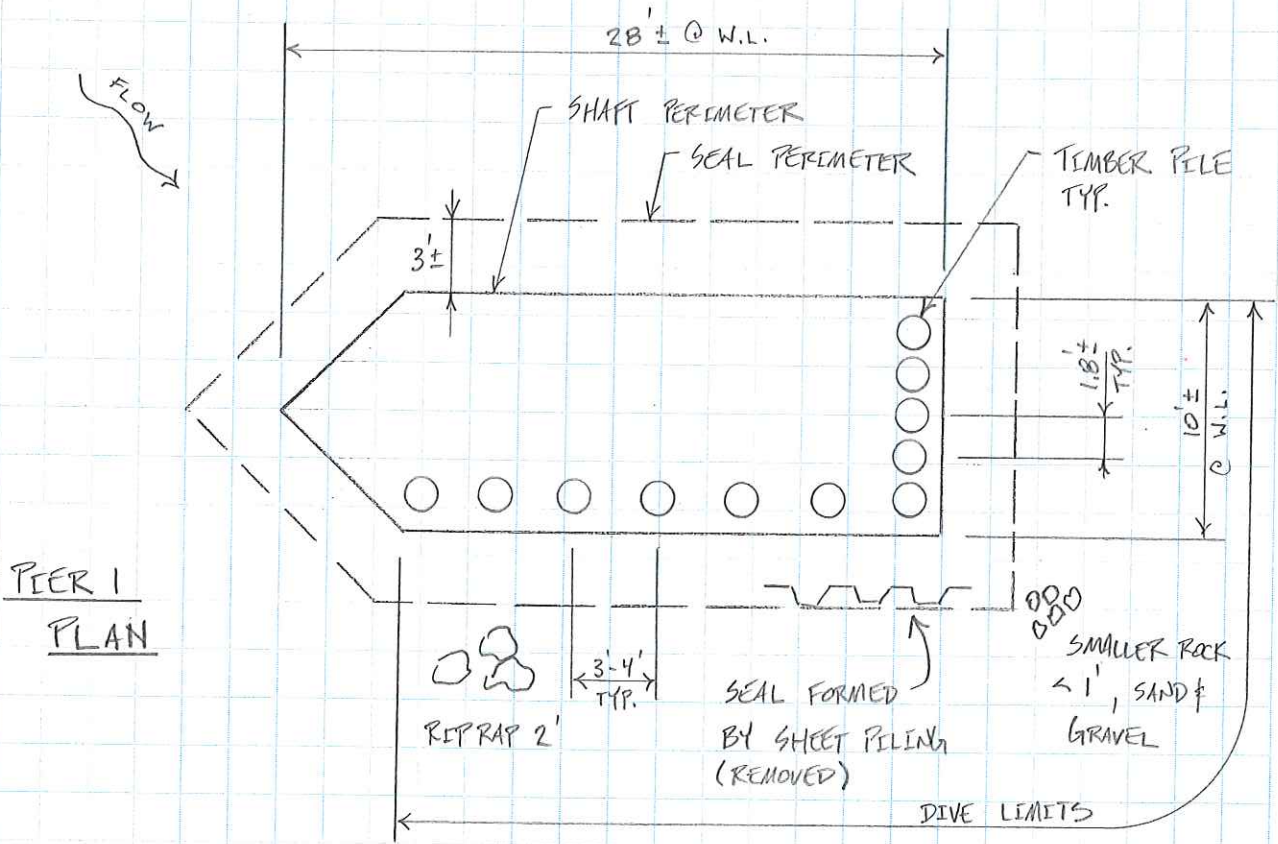 28'± @ W.L.
FLOW
SHAFT PERIMETER
SEAL PERIMETER
TIMBER PILE
TYP.
3'±
1.8'±
TYP.
10'±
@ W.L.
PIER 1
PLAN
3'-4'
TYP.
RIPRAP 2'
SEAL FORMED
BY SHEET PILING
(REMOVED)
SMALLER ROCK
< 1', SAND &
GRAVEL
DIVE LIMITS